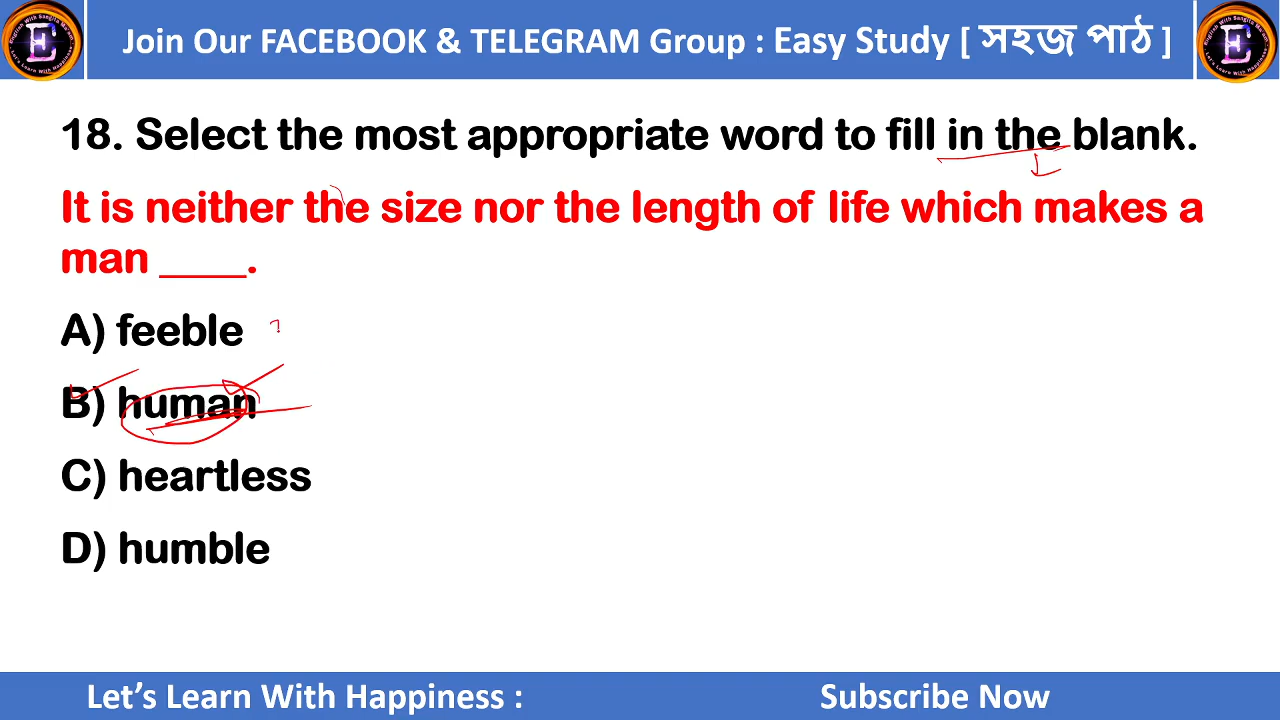 Join Our FACEBOOK & TELEGRAM Group : Easy Study [ সহজ পাঠ ]
18. Select the most appropriate word to fill in the blank.
It is neither the size nor the length of life which makes a
man ____.
A) feeble
B) human
C) heartless
D) humble
Let's Learn With Happiness :
Subscribe Now